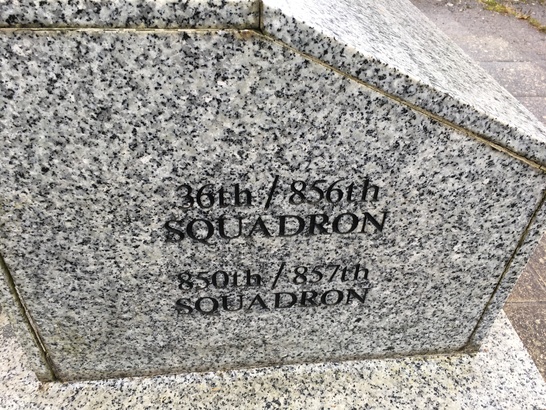 36th / 856th
SQUADRON
850th / 857th
SQUADRON